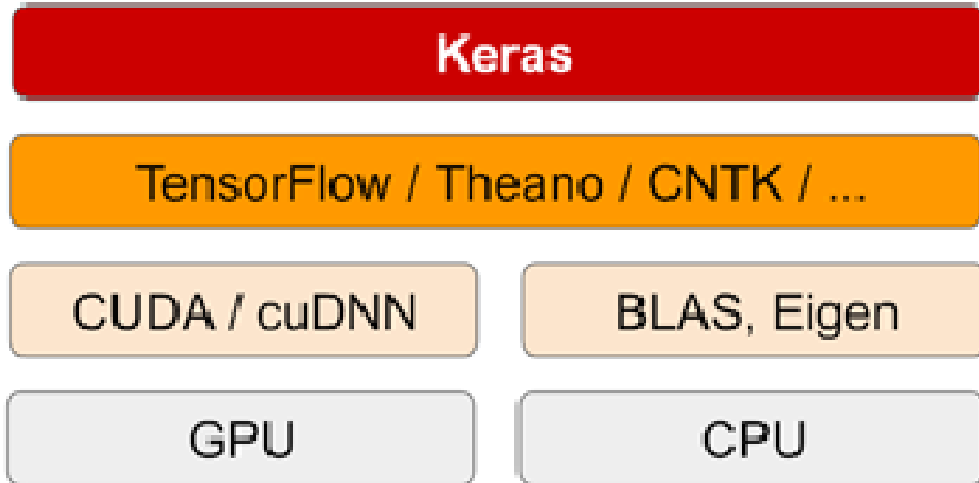 Keras
TensorFlow / Theano / CNTK / ...
CUDA / cuDNN
BLAS, Eigen
GPU
CPU